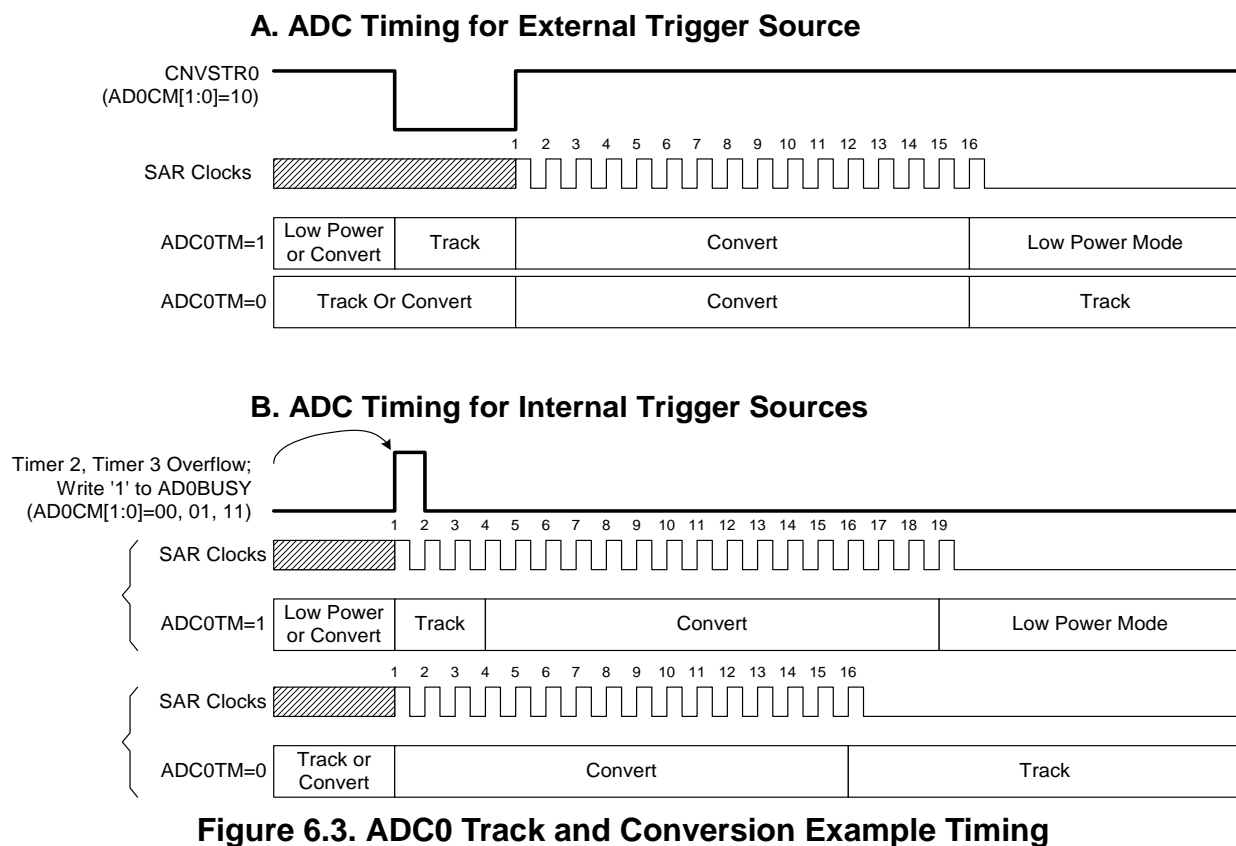 A. ADC Timing for External Trigger Source
CNVSTR0
(AD0CM[1:0]=10)
1 2 3 4 5 6 7 8 9 10 11 12 13 14 15 16
SAR Clocks
ADC0TM=1
Low Power
or Convert
Track
Convert
Low Power Mode
ADC0TM=0
Track Or Convert
Convert
Track
B. ADC Timing for Internal Trigger Sources
Timer 2, Timer 3 Overflow;
Write '1' to AD0BUSY
(AD0CM[1:0]=00, 01, 11)
1 2 3 4 5 6 7 8 9 10 11 12 13 14 15 16 17 18 19
SAR Clocks
ADC0TM=1
Low Power
or Convert
Track
Convert
Low Power Mode
1 2 3 4 5 6 7 8 9 10 11 12 13 14 15 16
SAR Clocks
ADC0TM=0
Track or
Convert
Convert
Track
Figure 6.3. ADC0 Track and Conversion Example Timing